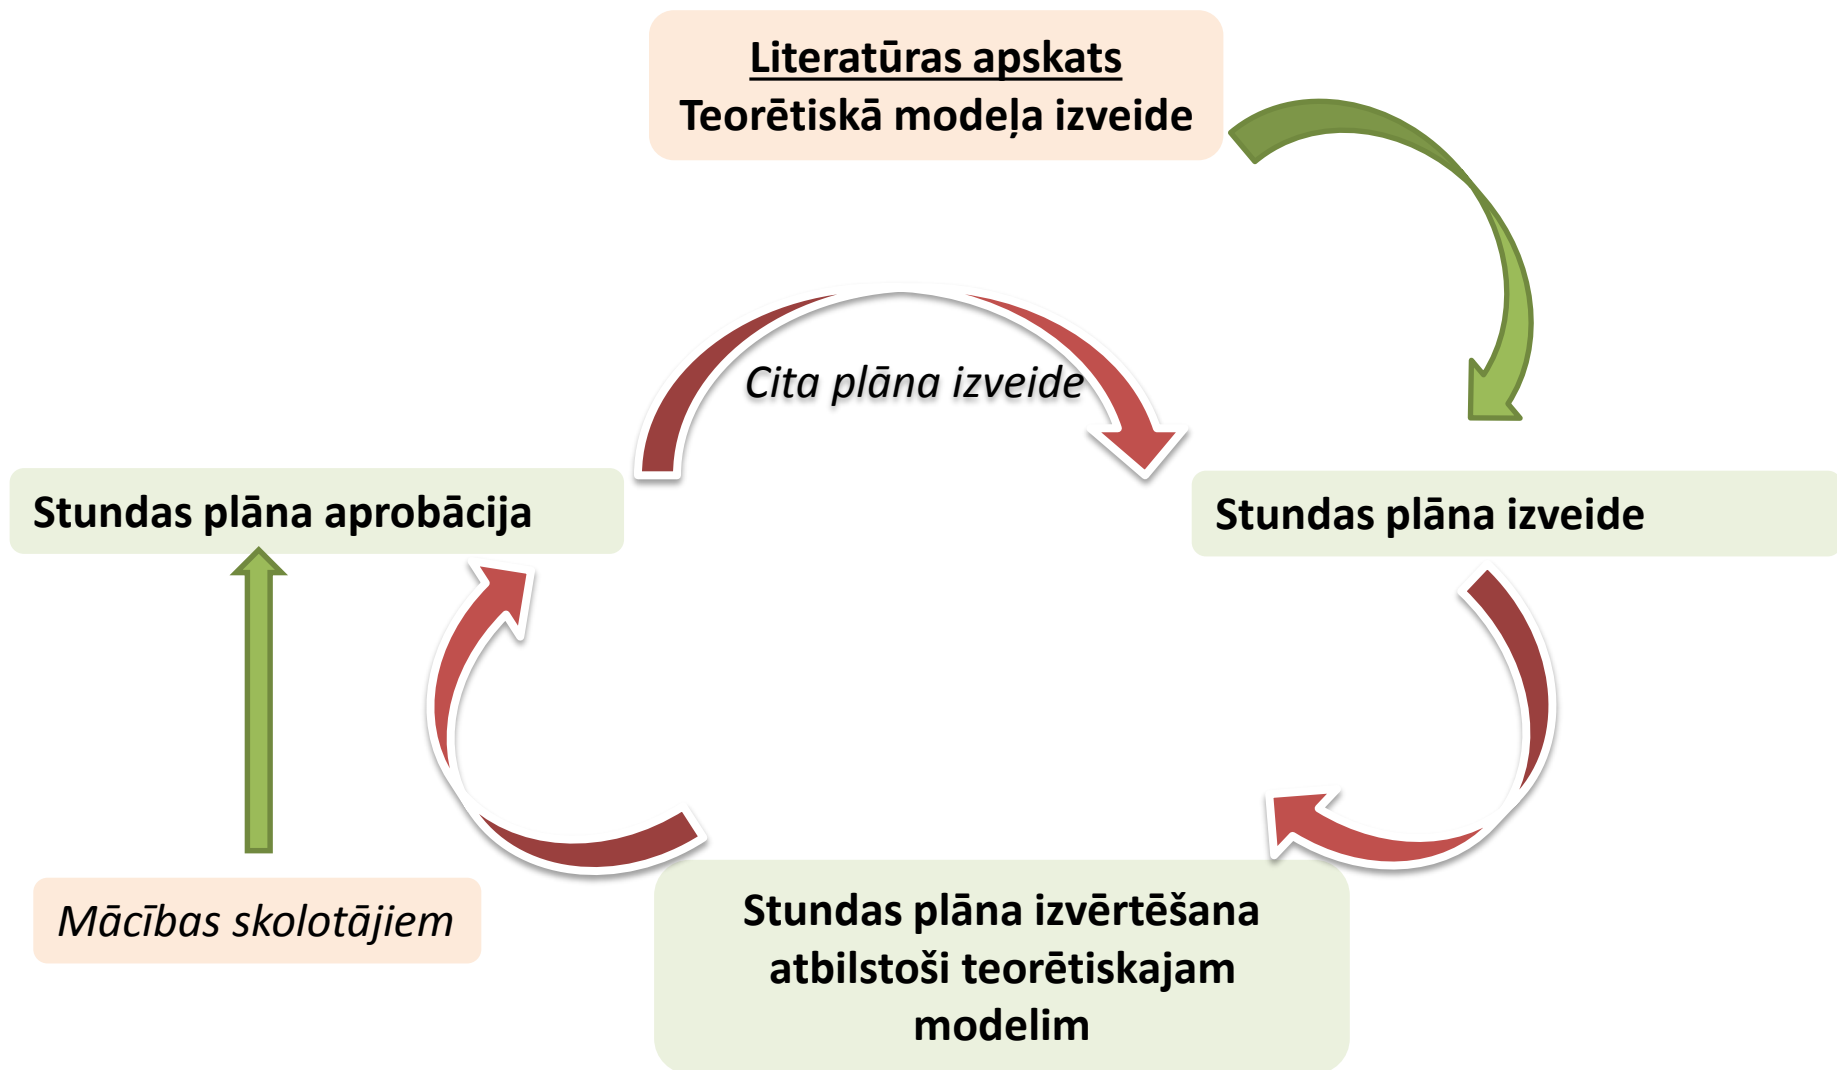 Literatūras apskats
Teorētiskā modeļa izveide
Cita plāna izveide
Stundas plāna aprobācija
Stundas plāna izveide
Mācības skolotājiem
Stundas plāna izvērtēšana
atbilstoši teorētiskajam
modelim